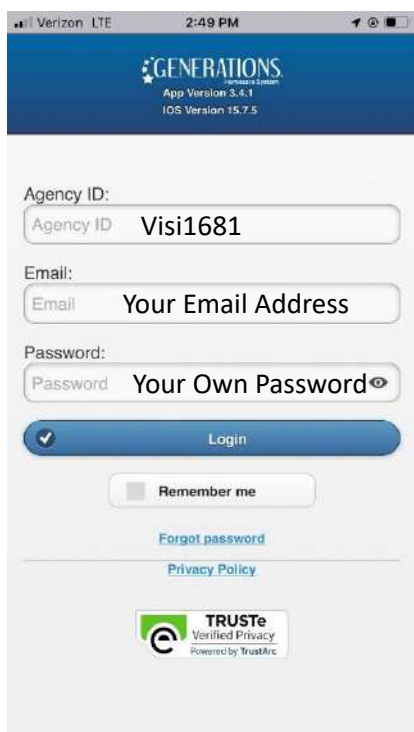 Verizon LTE 2:49 PM
GENERATIONS
Homecare System
App Version 3.4.1
IOS Version 15.7.5
Agency ID:
Agency ID Visi1681
Email:
Email Your Email Address
Password:
Password Your Own Password
Login
Remember me
Forgot password
Privacy Policy
TRUSTe
Verified Privacy
Powered by TrustArc